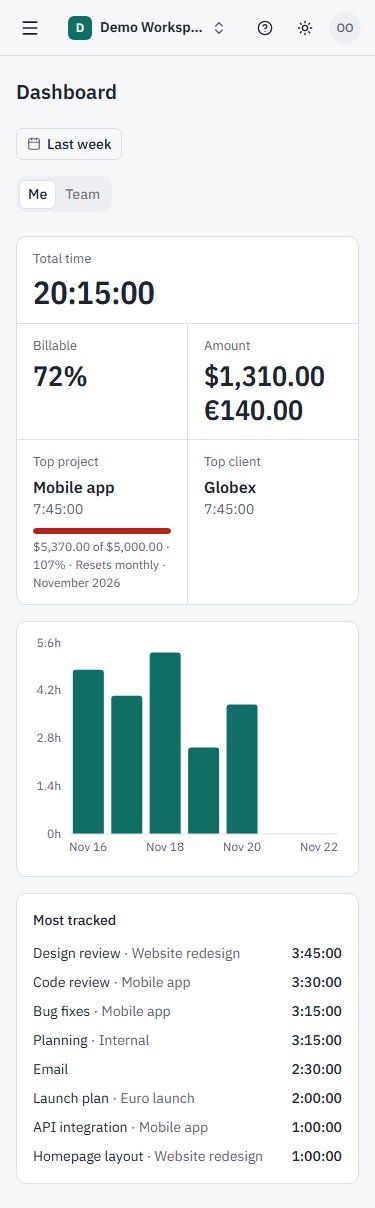 D Demo Worksp... OO
Dashboard
Last week
Me Team
Total time
20:15:00
Billable Amount
72% $1,310.00
€140.00
Top project Top client
Mobile app Globex
7:45:00 7:45:00
$5,370.00 of $5,000.00 ·
107% · Resets monthly ·
November 2026
5.6h
4.2h
2.8h
1.4h
0h
Nov 16 Nov 18 Nov 20 Nov 22
Most tracked
Design review · Website redesign 3:45:00
Code review · Mobile app 3:30:00
Bug fixes · Mobile app 3:15:00
Planning · Internal 3:15:00
Email 2:30:00
Launch plan · Euro launch 2:00:00
API integration · Mobile app 1:00:00
Homepage layout · Website redesign 1:00:00